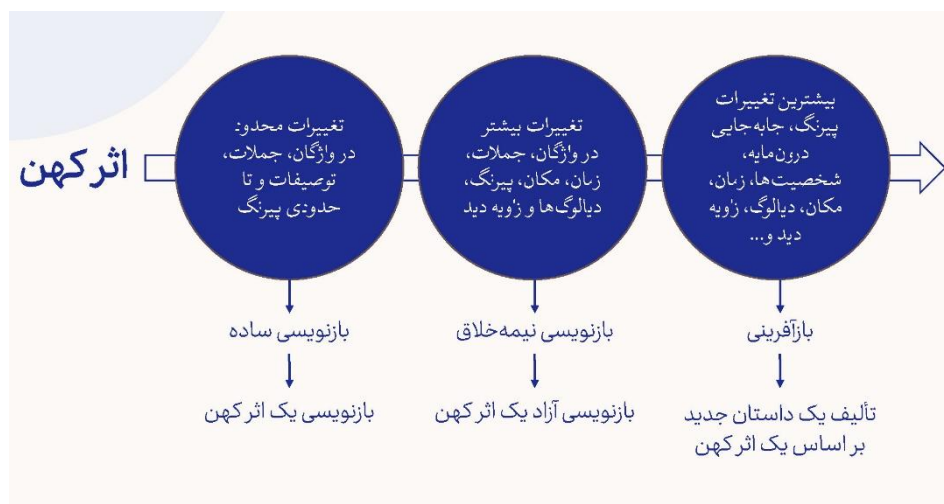 اثر کهن
تغییرات محدود
در واژگان، جملات،
توصیفات و تا
حدودی پیرنگ
تغییرات بیشتر
در واژگان، جملات،
زمان، مکان، پیرنگ،
دیالوگ‌ها و زاویه دید
بیشترین تغییرات
پیرنگ، جابه‌جایی
درون‌مایه،
شخصیت‌ها، زمان،
مکان، دیالوگ، زاویه
دید و...
بازنویسی ساده
بازنویسی نیمه‌خلاق
بازآفرینی
بازنویسی یک اثر کهن
بازنویسی آزاد یک اثر کهن
تألیف یک داستان جدید
بر اساس یک اثر کهن